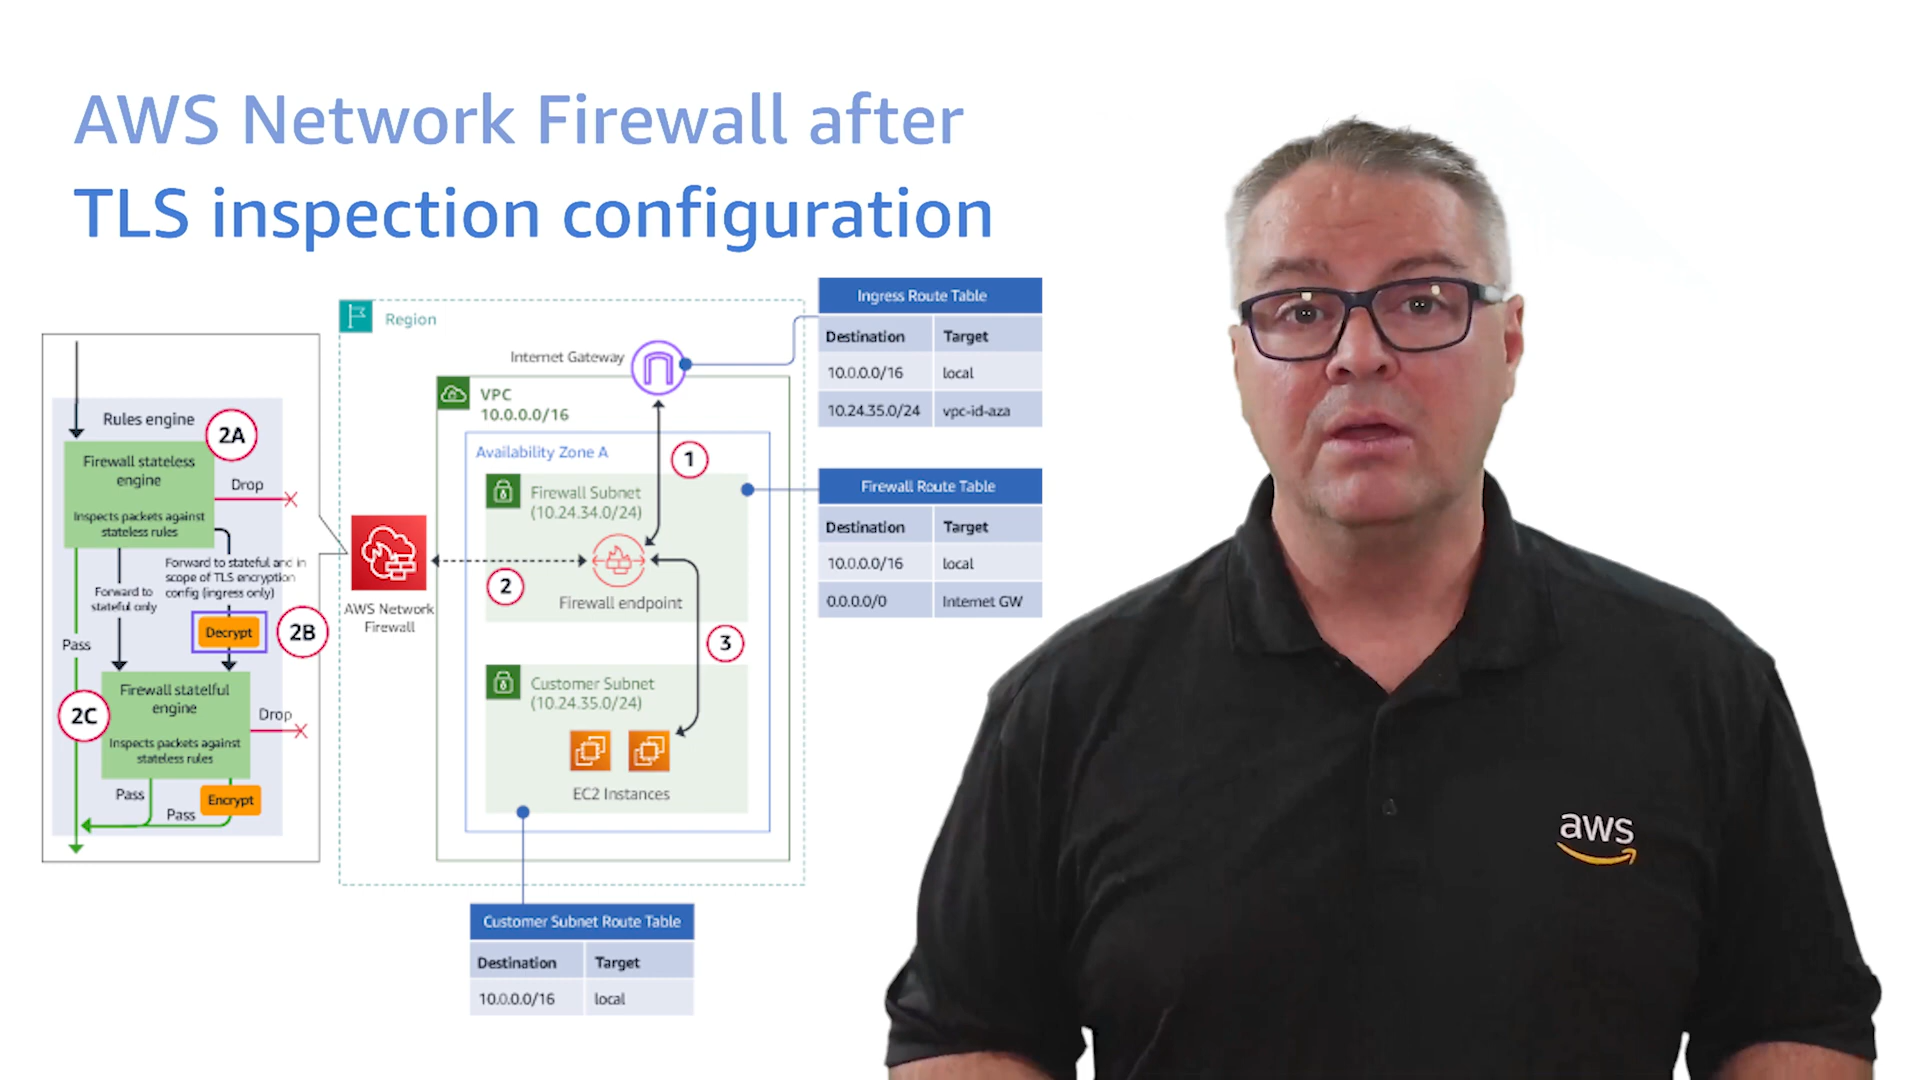 AWS Network Firewall after
TLS inspection configuration
Rules engine
2A
Firewall stateless
engine
Inspects packets against
stateless rules
Drop
Forward to stateful and in
scope of TLS encryption
config (ingress only)
Forward to
stateful only
Decrypt
2B
Pass
Firewall statelful
engine
2C
Inspects packets against
stateless rules
Drop
Pass
Encrypt
Pass
Region
Internet Gateway
VPC
10.0.0.0/16
Availability Zone A
1
Firewall Subnet
(10.24.34.0/24)
2
Firewall endpoint
AWS Network
Firewall
3
Customer Subnet
(10.24.35.0/24)
EC2 Instances
Ingress Route Table
Destination Target
10.0.0.0/16 local
10.24.35.0/24 vpc-id-aza
Firewall Route Table
Destination Target
10.0.0.0/16 local
0.0.0.0/0 Internet GW
Customer Subnet Route Table
Destination Target
10.0.0.0/16 local
aws